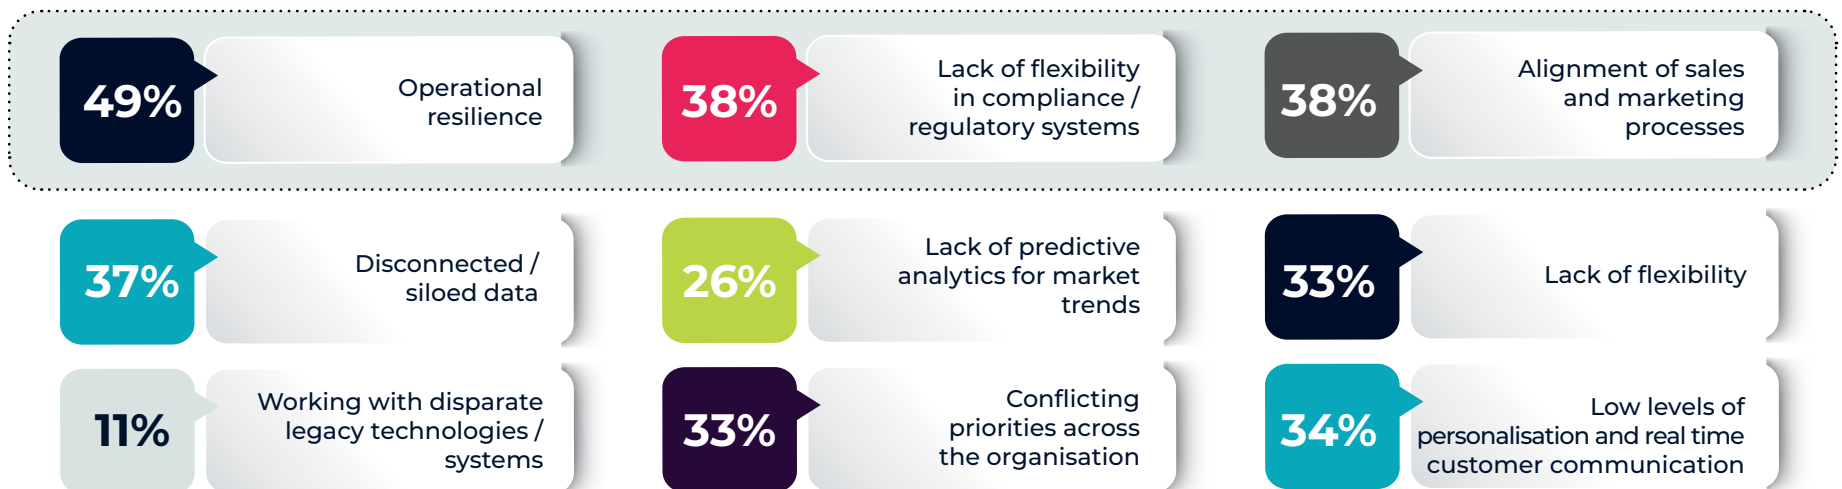 49%
Operational
resilience
38%
Lack of flexibility
in compliance /
regulatory systems
38%
Alignment of sales
and marketing
processes
37%
Disconnected /
siloed data
26%
Lack of predictive
analytics for market
trends
33%
Lack of flexibility
11%
Working with disparate
legacy technologies /
systems
33%
Conflicting
priorities across
the organisation
34%
Low levels of
personalisation and real time
customer communication